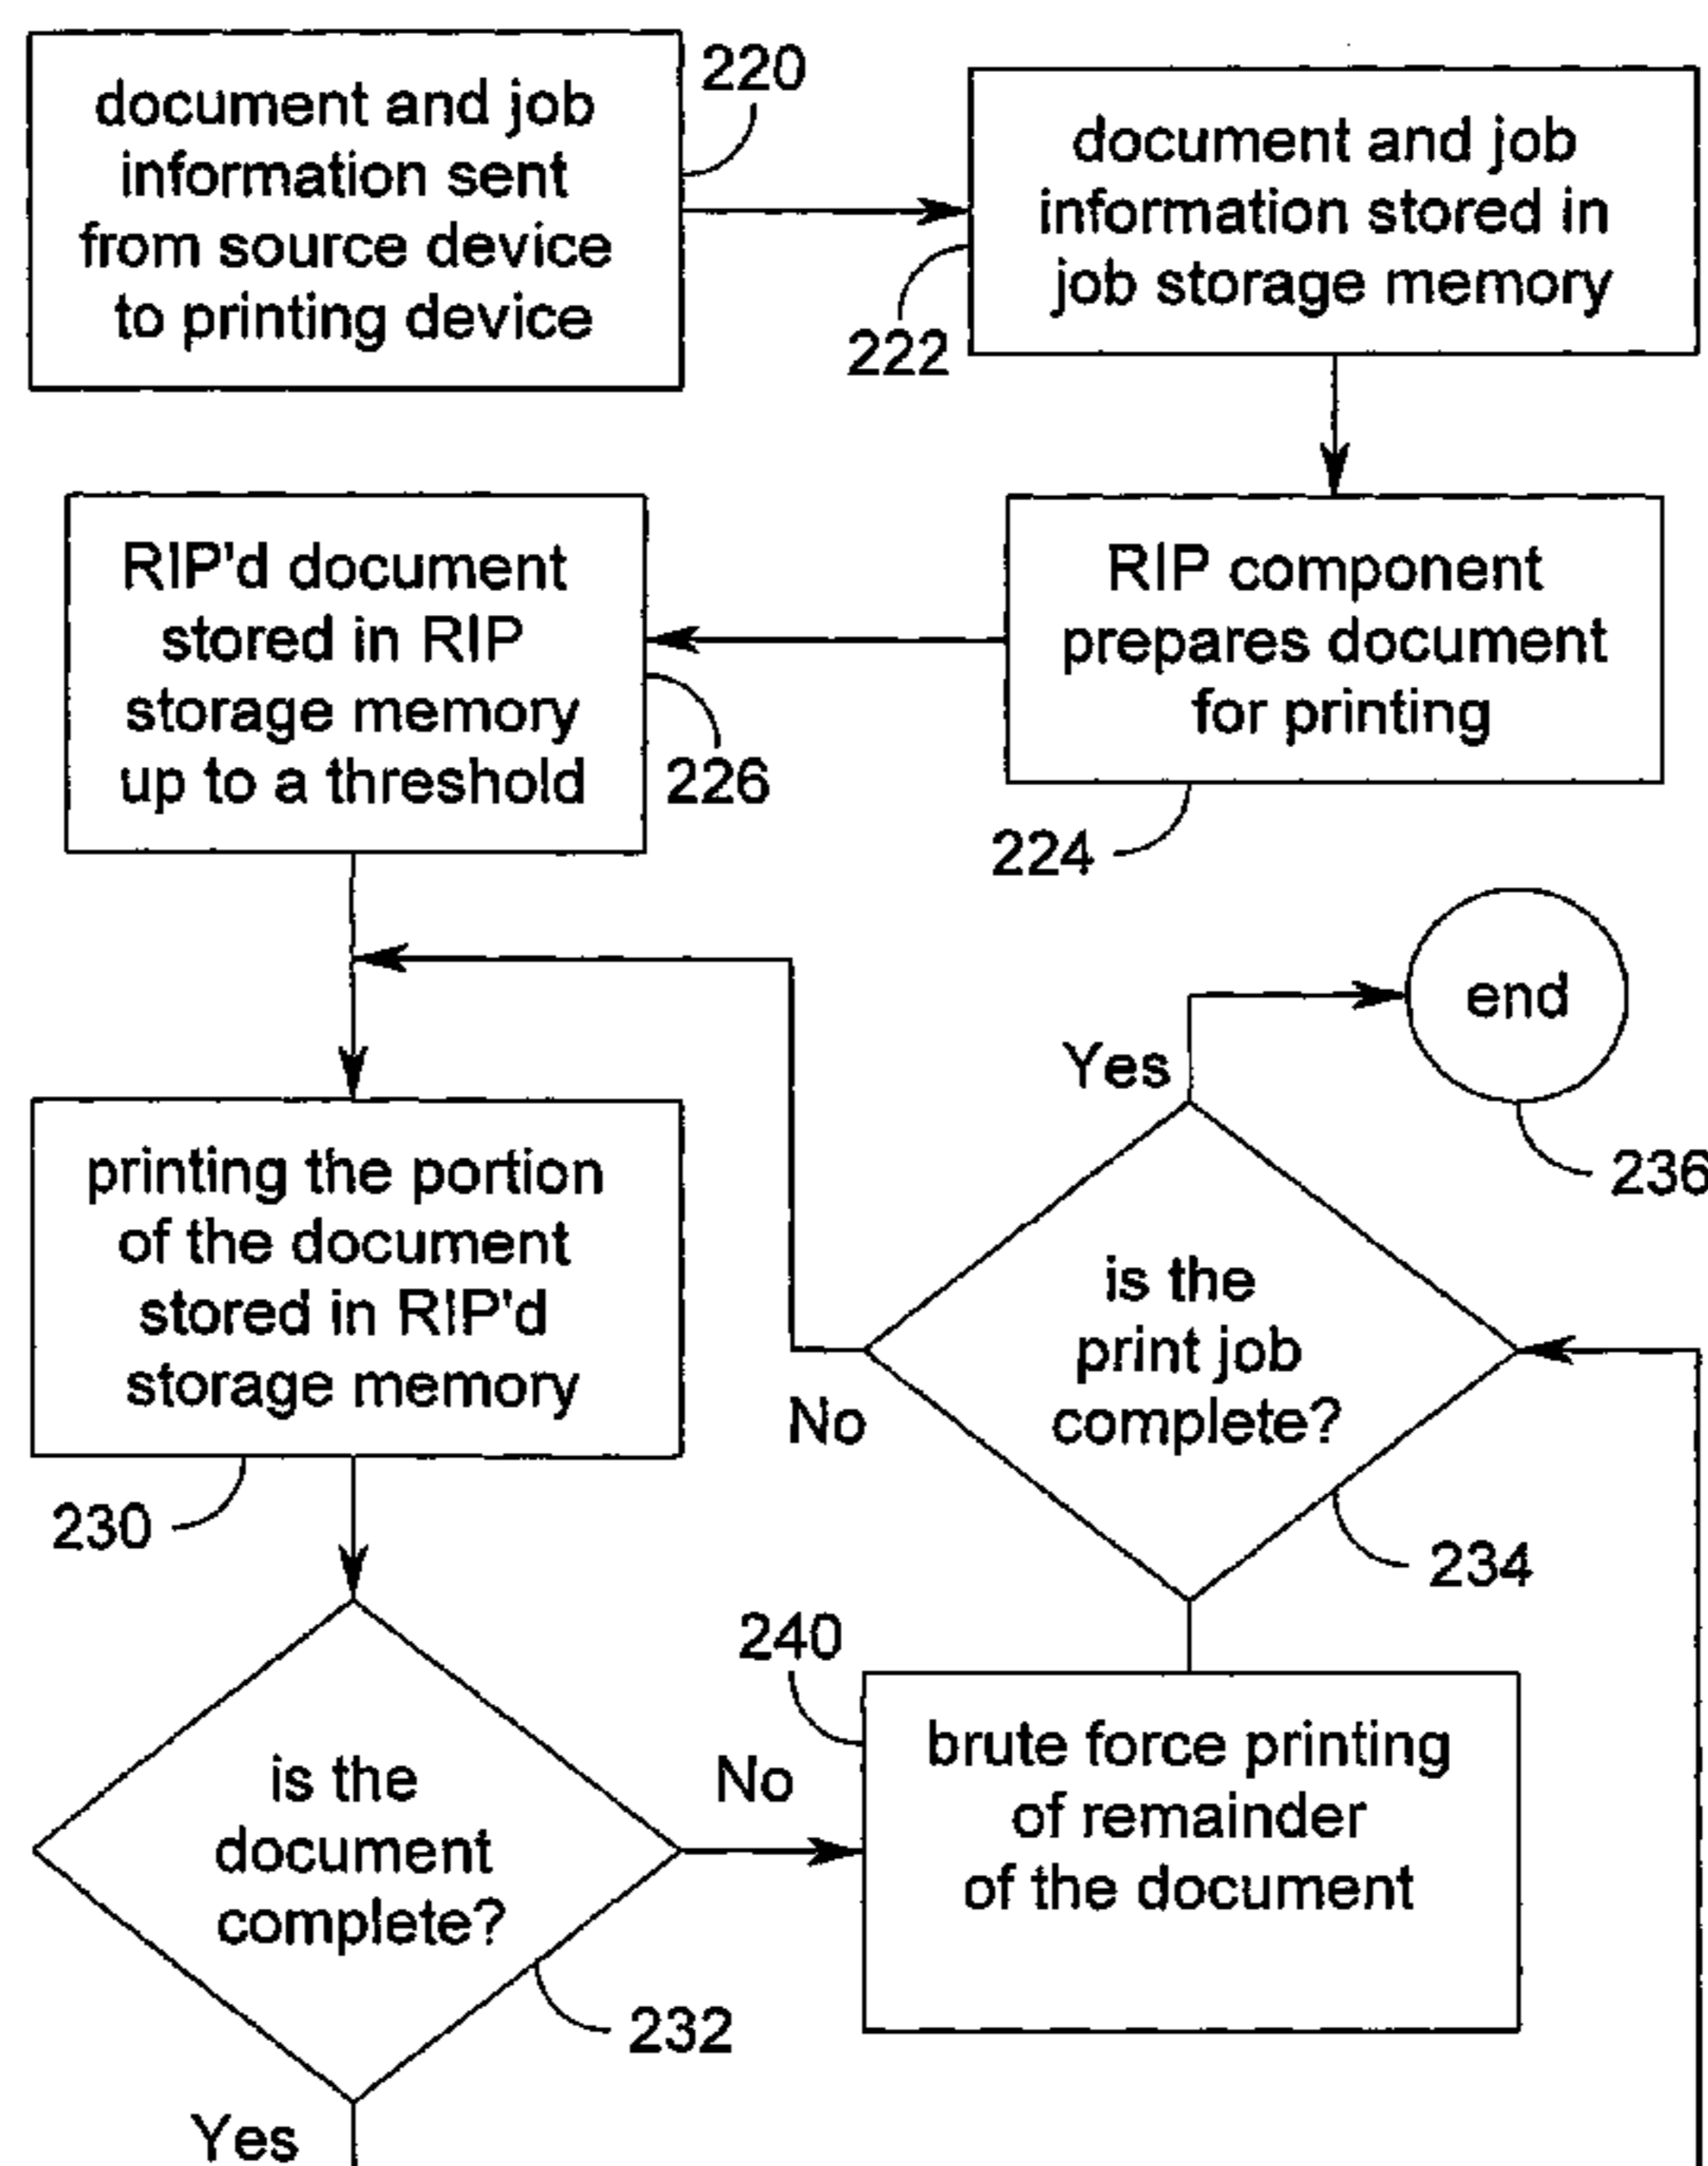 document and job
information sent
from source device
to printing device
220
document and job
information stored in
job storage memory
222
RIP component
prepares document
for printing
224
RIP'd document
stored in RIP
storage memory
up to a threshold
226
printing the portion
of the document
stored in RIP'd
storage memory
230
is the
document
complete?
232
Yes
No
brute force printing
of remainder
of the document
240
is the
print job
complete?
234
No
Yes
end
236